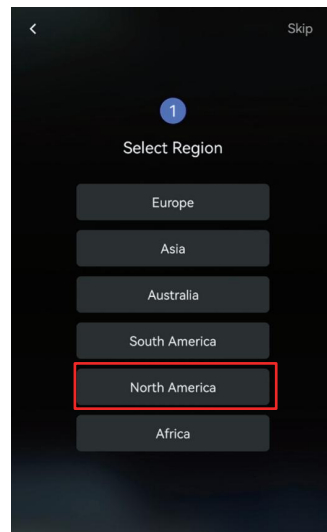 Skip
1
Select Region
Europe
Asia
Australia
South America
North America
Africa